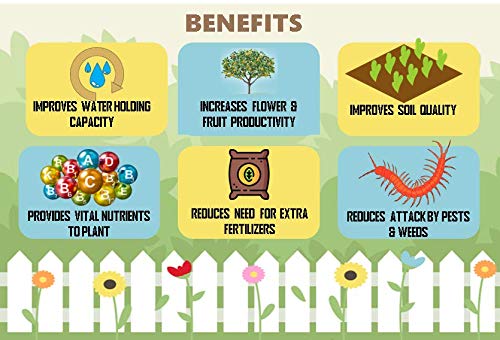 BENEFITS
IMPROVES WATER HOLDING
CAPACITY
INCREASES FLOWER &
FRUIT PRODUCTIVITY
IMPROVES SOIL QUALITY
K B A D
B B C E
PROVIDES VITAL NUTRIENTS
TO PLANT
REDUCES NEED FOR EXTRA
FERTILIZERS
REDUCES ATTACK BY PESTS
& WEEDS